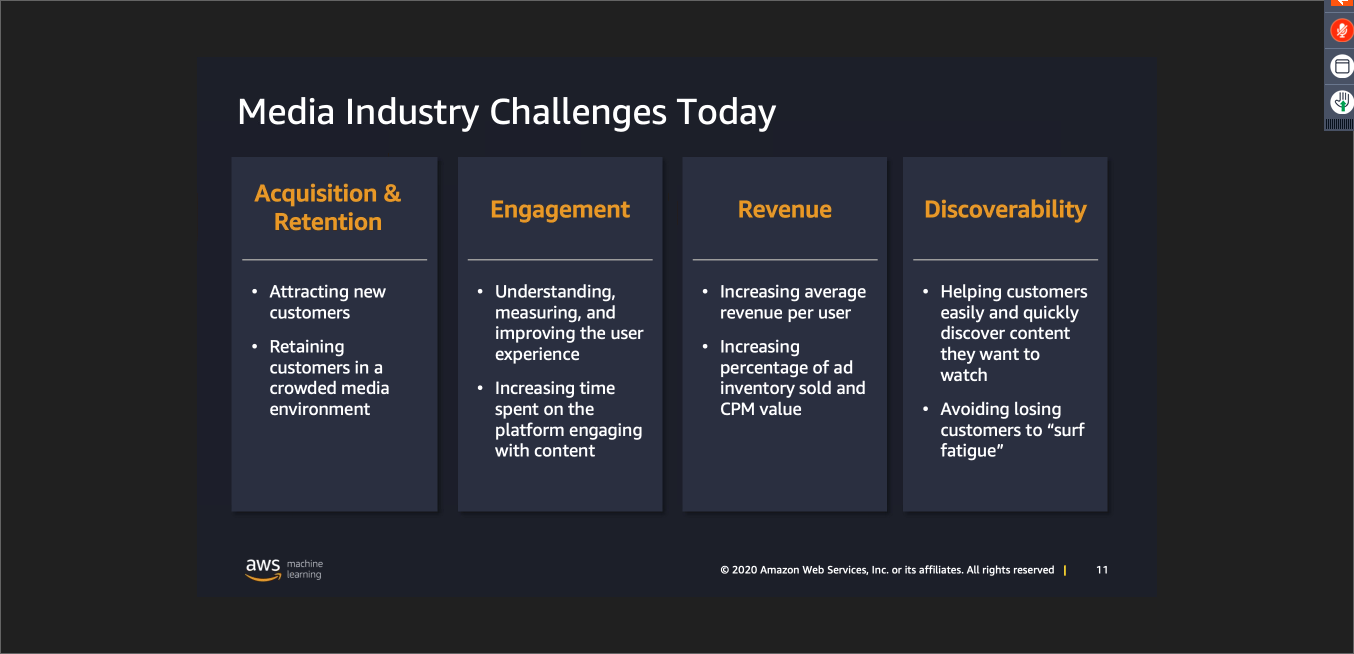 Media Industry Challenges Today
Acquisition &
Retention
• Attracting new
customers
• Retaining
customers in a
crowded media
environment
Engagement
• Understanding,
measuring, and
improving the user
experience
• Increasing time
spent on the
platform engaging
with content
Revenue
• Increasing average
revenue per user
• Increasing
percentage of ad
inventory sold and
CPM value
Discoverability
• Helping customers
easily and quickly
discover content
they want to
watch
• Avoiding losing
customers to “surf
fatigue”
aws machine
learning
© 2020 Amazon Web Services, Inc. or its affiliates. All rights reserved | 11